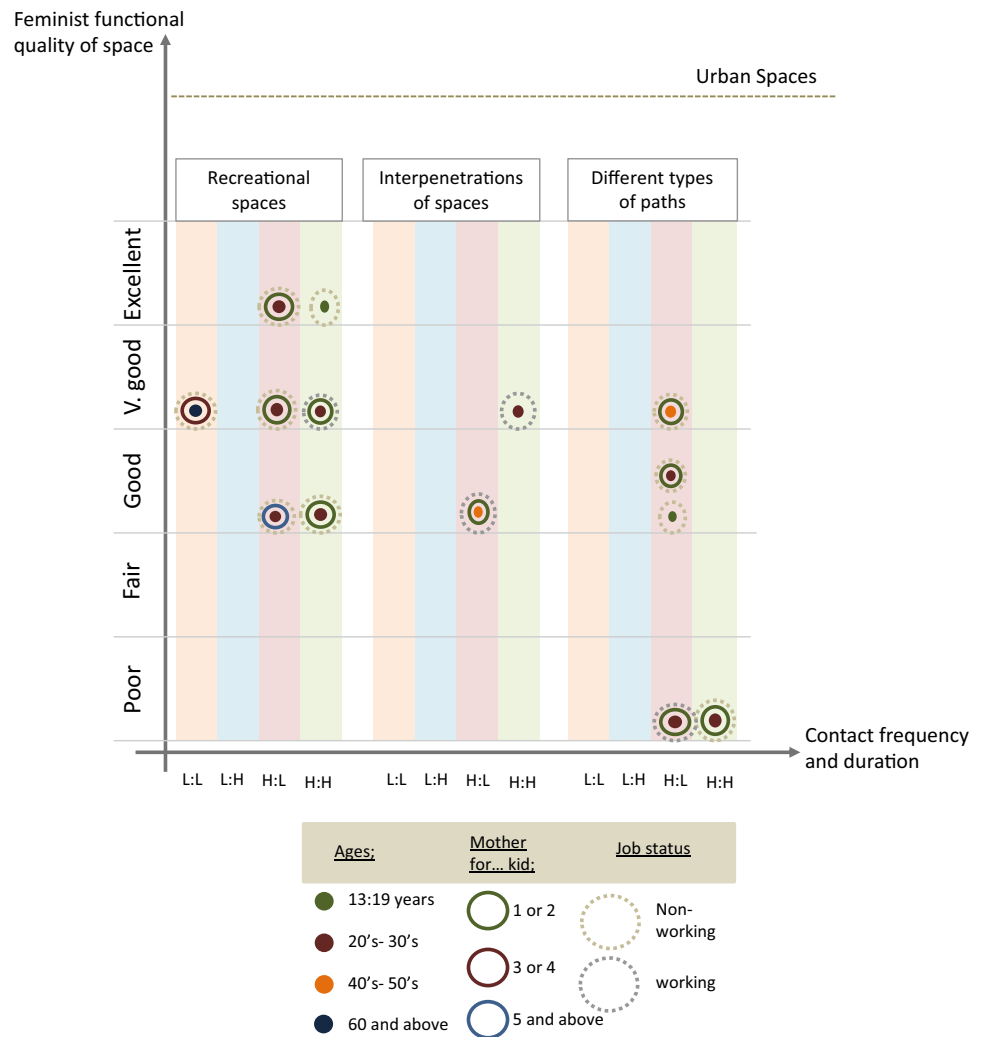 Feminist functional
quality of space
Urban Spaces
Recreational
spaces
Interpenetrations
of spaces
Different types
of paths
Excellent
V. good
Good
Fair
Poor
Contact frequency
and duration
L:L L:H H:L H:H L:L L:H H:L H:H L:L L:H H:L H:H
Ages;
Mother
for... kid;
Job status
13:19 years
20's- 30's
40's- 50's
60 and above
1 or 2
3 or 4
5 and above
Non-
working
working